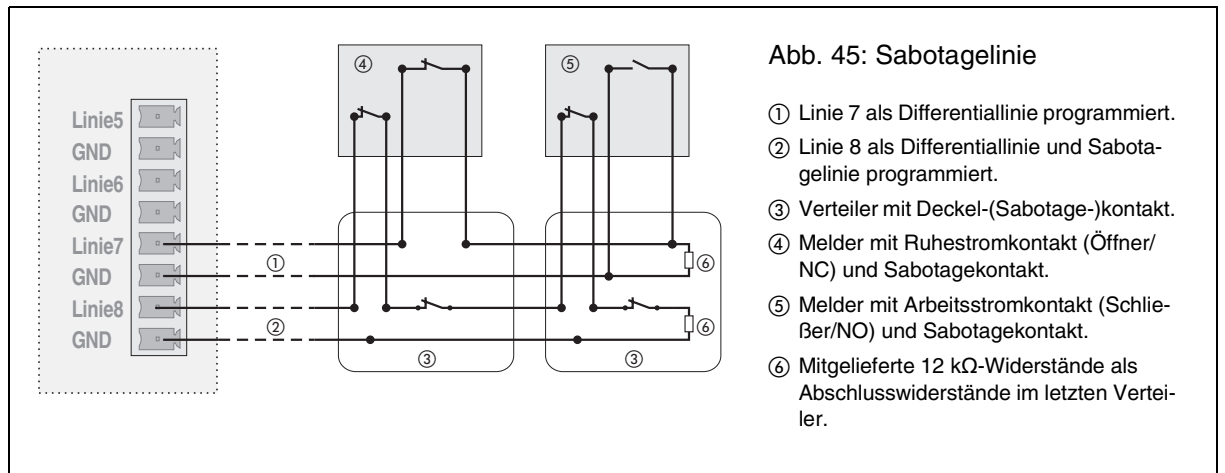 Abb. 45: Sabotagelinie
① Linie 7 als Differentiallinie programmiert.
② Linie 8 als Differentiallinie und Sabota-
gelinie programmiert.
③ Verteiler mit Deckel-(Sabotage-)kontakt.
④ Melder mit Ruhestromkontakt (Öffner/
NC) und Sabotagekontakt.
⑤ Melder mit Arbeitsstromkontakt (Schlie-
ßer/NO) und Sabotagekontakt.
⑥ Mitgelieferte 12 kΩ-Widerstände als
Abschlusswiderstände im letzten Vertei-
ler.
Linie5
GND
Linie6
GND
Linie7
GND
Linie8
GND
④
⑤
①
②
③
③
⑥
⑥